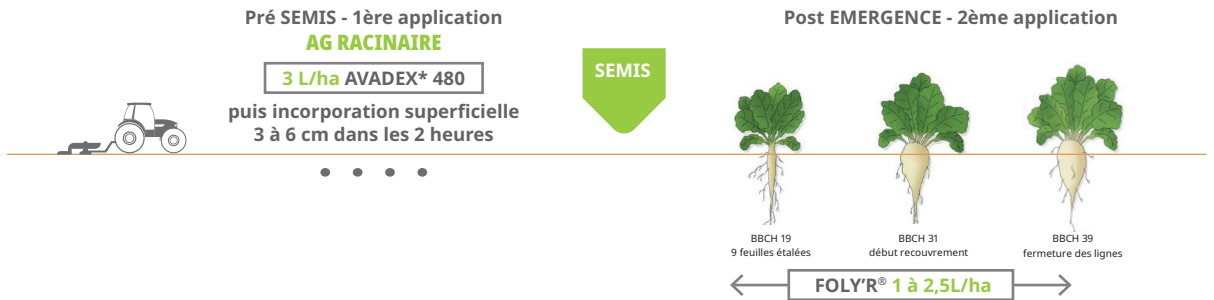 Pré SEMIS - 1ère application
AG RACINAIRE
3 L/ha AVADEX* 480
puis incorporation superficielle
3 à 6 cm dans les 2 heures
SEMIS
Post EMERGENCE - 2ème application
BBCH 19
9 feuilles étalées
BBCH 31
début recouvrement
BBCH 39
fermeture des lignes
FOLY'R® 1 à 2,5L/ha